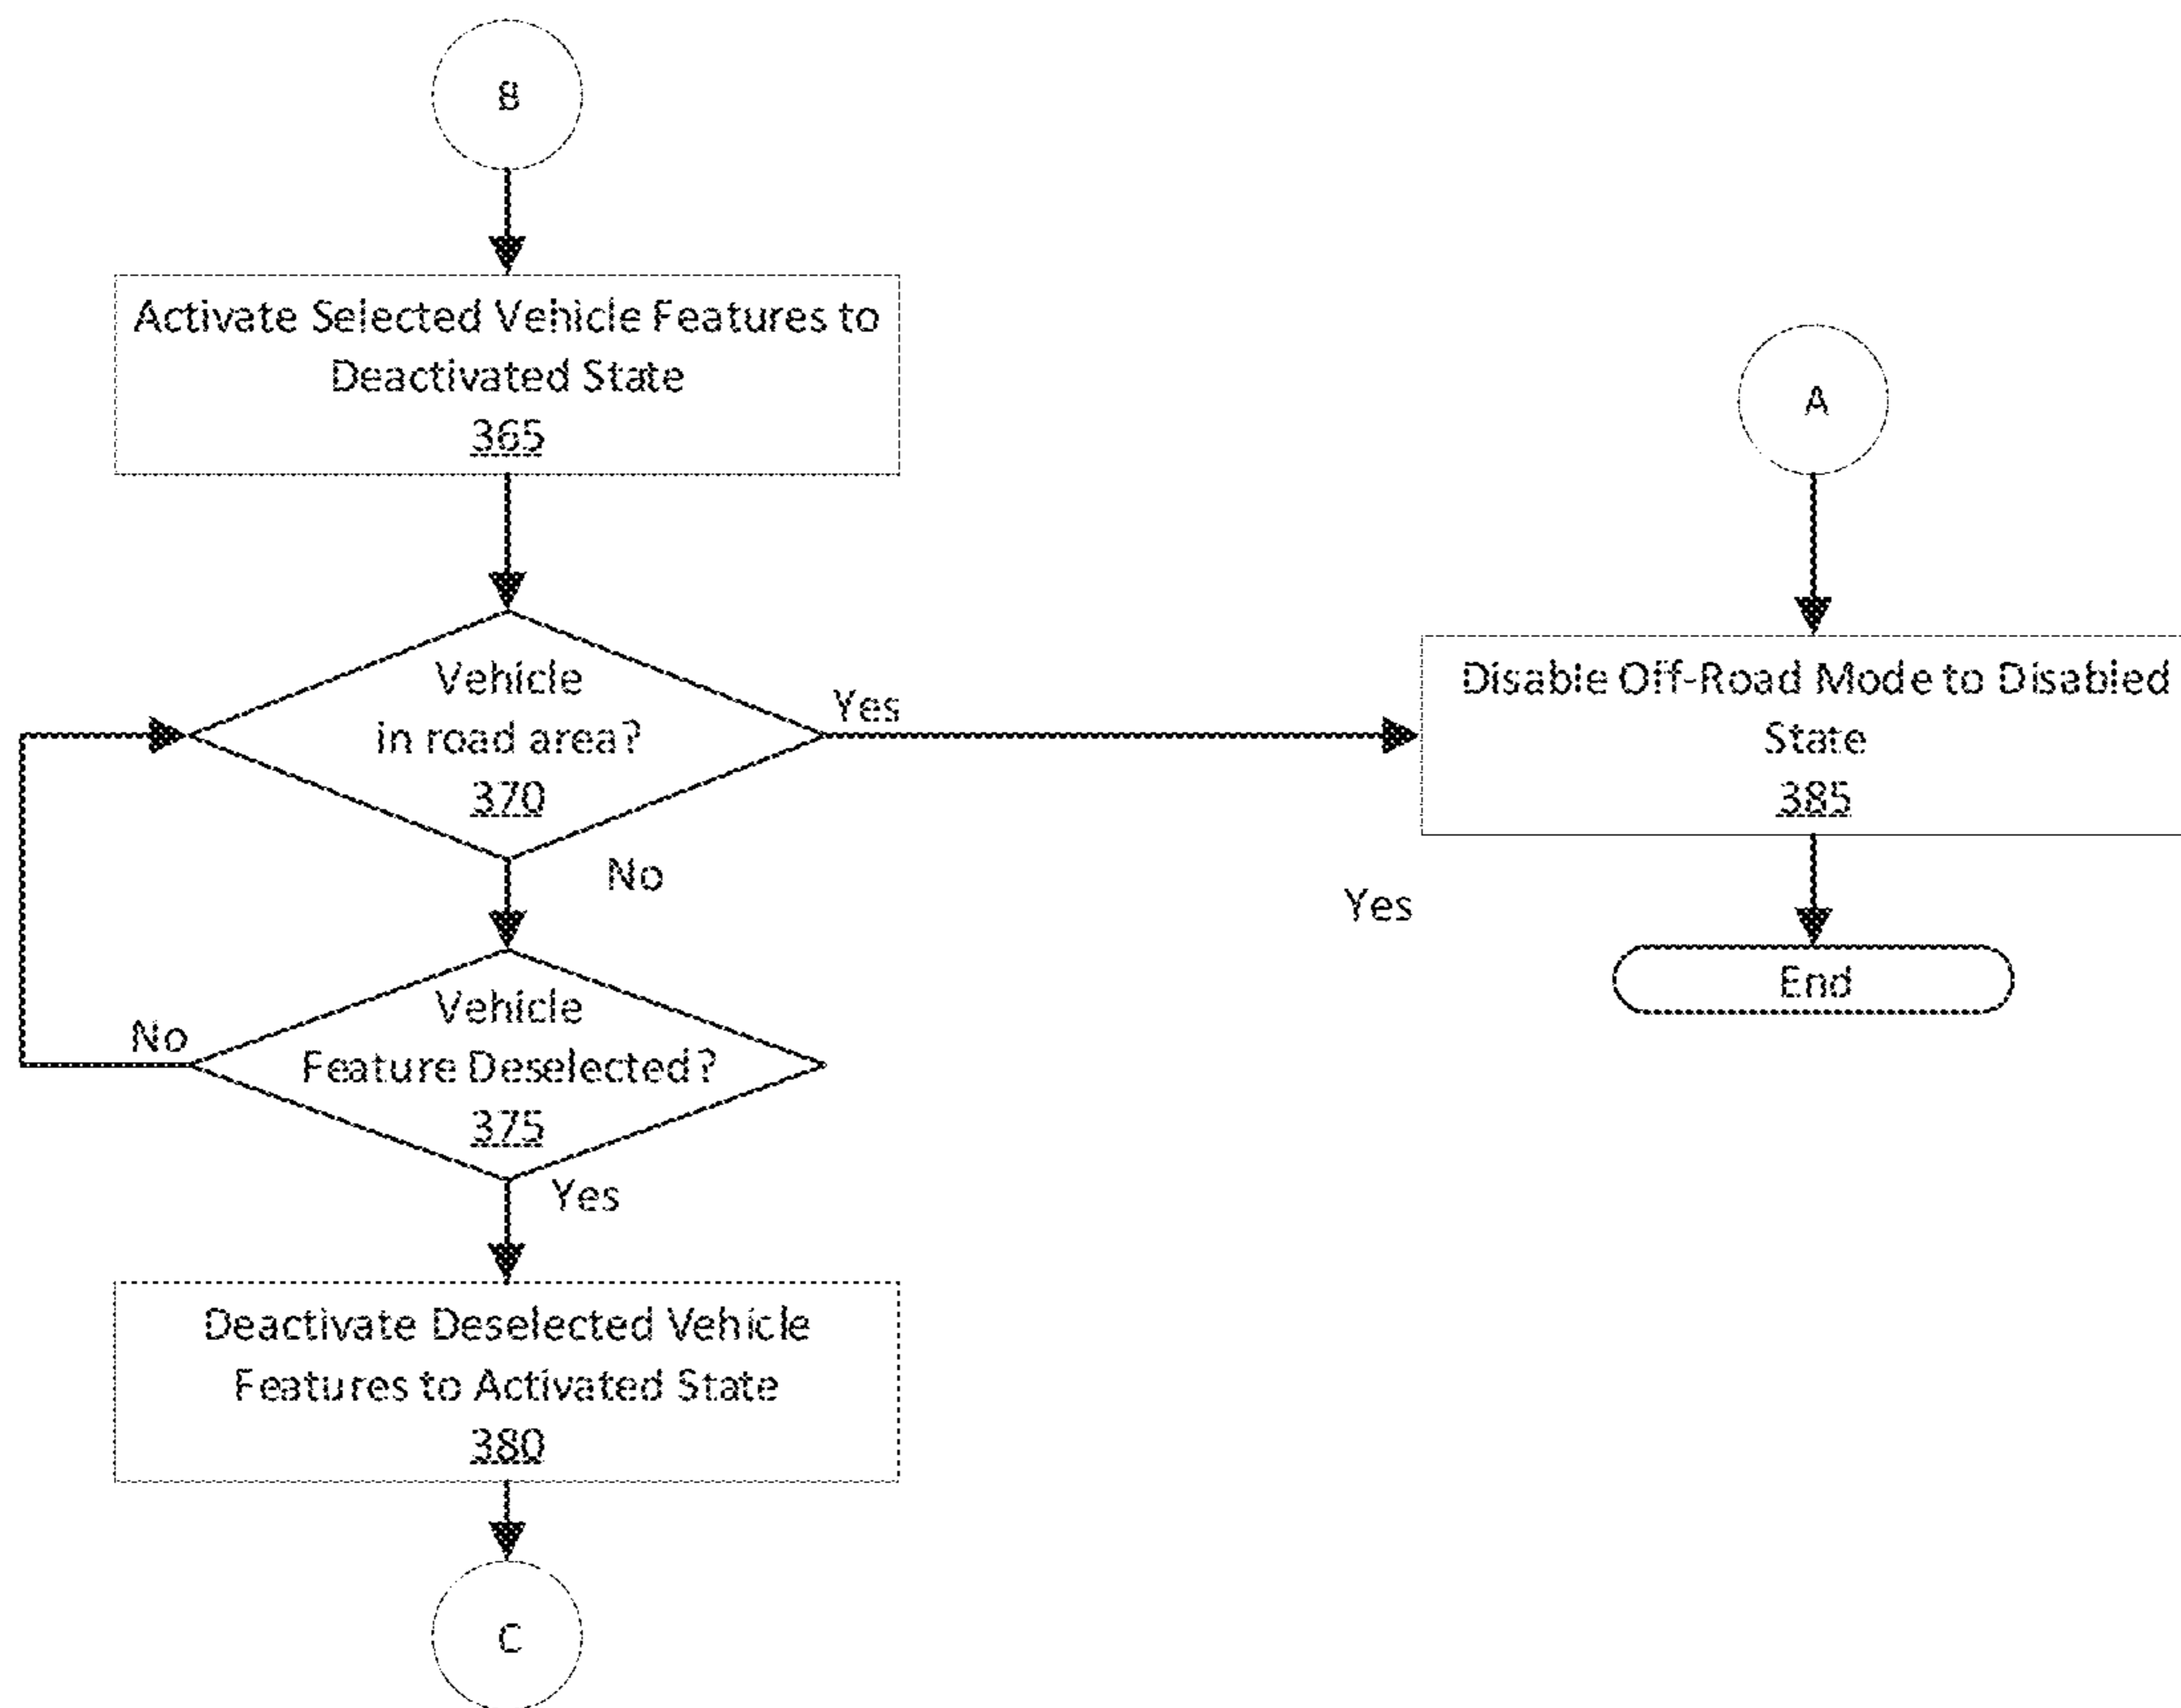 B
Activate Selected Vehicle Features to
Deactivated State
365
A
Vehicle
in road area?
370
Yes
Disable Off-Road Mode to Disabled
State
385
No
Yes
End
Vehicle
Feature Deselected?
375
No
Yes
Deactivate Deselected Vehicle
Features to Activated State
380
C